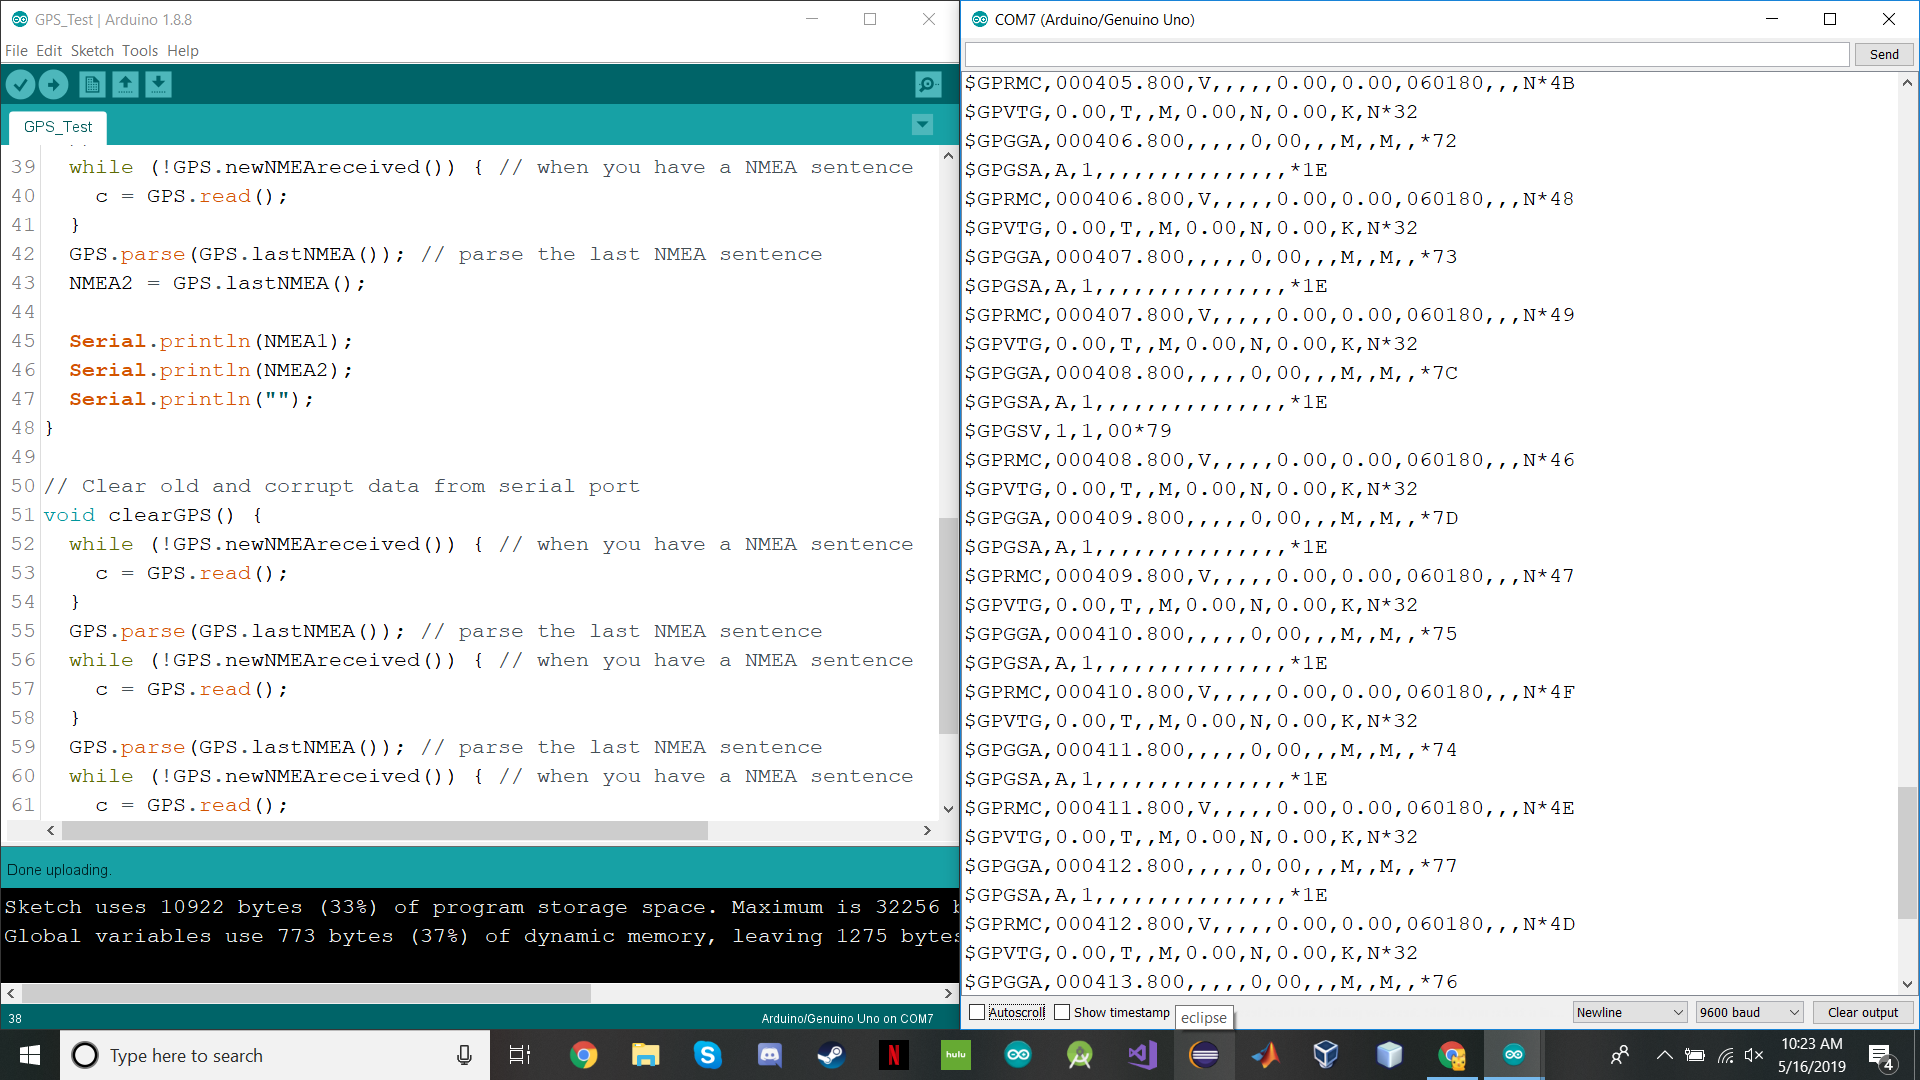 GPS_Test | Arduino 1.8.8
File Edit Sketch Tools Help
GPS_Test
39 while (!GPS.newNMEAreceived()) { // when you have a NMEA sentence
40 c = GPS.read();
41 }
42 GPS.parse(GPS.lastNMEA()); // parse the last NMEA sentence
43 NMEA2 = GPS.lastNMEA();
44
45 Serial.println(NMEA1);
46 Serial.println(NMEA2);
47 Serial.println("");
48 }
49
50 // Clear old and corrupt data from serial port
51 void clearGPS() {
52 while (!GPS.newNMEAreceived()) { // when you have a NMEA sentence
53 c = GPS.read();
54 }
55 GPS.parse(GPS.lastNMEA()); // parse the last NMEA sentence
56 while (!GPS.newNMEAreceived()) { // when you have a NMEA sentence
57 c = GPS.read();
58 }
59 GPS.parse(GPS.lastNMEA()); // parse the last NMEA sentence
60 while (!GPS.newNMEAreceived()) { // when you have a NMEA sentence
61 c = GPS.read();
Done uploading.
Sketch uses 10922 bytes (33%) of program storage space. Maximum is 32256 b
Global variables use 773 bytes (37%) of dynamic memory, leaving 1275 bytes
38 Arduino/Genuino Uno on COM7
COM7 (Arduino/Genuino Uno)
Send
$GPRMC,000405.800,V,,,,,0.00,0.00,060180,,,N*4B
$GPVTG,0.00,T,,M,0.00,N,0.00,K,N*32
$GPGGA,000406.800,,,,,0,00,,,M,,M,,*72
$GPGSA,A,1,,,,,,,,,,,,,,,*1E
$GPRMC,000406.800,V,,,,,0.00,0.00,060180,,,N*48
$GPVTG,0.00,T,,M,0.00,N,0.00,K,N*32
$GPGGA,000407.800,,,,,0,00,,,M,,M,,*73
$GPGSA,A,1,,,,,,,,,,,,,,,*1E
$GPRMC,000407.800,V,,,,,0.00,0.00,060180,,,N*49
$GPVTG,0.00,T,,M,0.00,N,0.00,K,N*32
$GPGGA,000408.800,,,,,0,00,,,M,,M,,*7C
$GPGSA,A,1,,,,,,,,,,,,,,,*1E
$GPGSV,1,1,00*79
$GPRMC,000408.800,V,,,,,0.00,0.00,060180,,,N*46
$GPVTG,0.00,T,,M,0.00,N,0.00,K,N*32
$GPGGA,000409.800,,,,,0,00,,,M,,M,,*7D
$GPGSA,A,1,,,,,,,,,,,,,,,*1E
$GPRMC,000409.800,V,,,,,0.00,0.00,060180,,,N*47
$GPVTG,0.00,T,,M,0.00,N,0.00,K,N*32
$GPGGA,000410.800,,,,,0,00,,,M,,M,,*75
$GPGSA,A,1,,,,,,,,,,,,,,,*1E
$GPRMC,000410.800,V,,,,,0.00,0.00,060180,,,N*4F
$GPVTG,0.00,T,,M,0.00,N,0.00,K,N*32
$GPGGA,000411.800,,,,,0,00,,,M,,M,,*74
$GPGSA,A,1,,,,,,,,,,,,,,,*1E
$GPRMC,000411.800,V,,,,,0.00,0.00,060180,,,N*4E
$GPVTG,0.00,T,,M,0.00,N,0.00,K,N*32
$GPGGA,000412.800,,,,,0,00,,,M,,M,,*77
$GPGSA,A,1,,,,,,,,,,,,,,,*1E
$GPRMC,000412.800,V,,,,,0.00,0.00,060180,,,N*4D
$GPVTG,0.00,T,,M,0.00,N,0.00,K,N*32
$GPGGA,000413.800,,,,,0,00,,,M,,M,,*76
Autoscroll Show timestamp Newline 9600 baud Clear output
eclipse
Type here to search
hulu
10:23 AM
5/16/2019
4